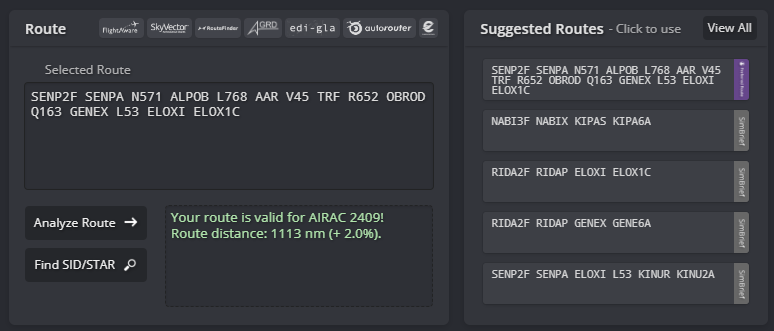 Route
FlightAware
SkyVector
RouteFinder
GRD
edi-gla
autorouter
e
Selected Route
SENP2F SENPA N571 ALPOB L768 AAR V45 TRF R652 OBROD
Q163 GENEX L53 ELOXI ELOX1C
Analyze Route
Find SID/STAR
Your route is valid for AIRAC 2409!
Route distance: 1113 nm (+ 2.0%).
Suggested Routes - Click to use
View All
SENP2F SENPA N571 ALPOB L768 AAR V45
TRF R652 OBROD Q163 GENEX L53 ELOXI
ELOX1C
NABI3F NABIX KIPAS KIPA6A
SimBrief
RIDA2F RIDAP ELOXI ELOX1C
SimBrief
RIDA2F RIDAP GENEX GENE6A
SimBrief
SENP2F SENPA ELOXI L53 KINUR KINU2A
SimBrief